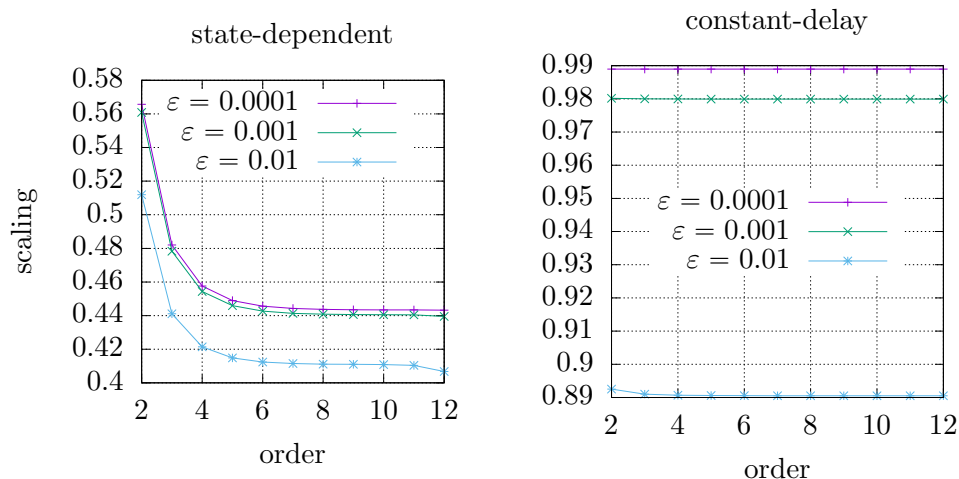 state-dependent
scaling
0.58
0.56
0.54
0.52
0.5
0.48
0.46
0.44
0.42
0.4
ε = 0.0001
ε = 0.001
ε = 0.01
2 4 6 8 10 12
order
constant-delay
0.99
0.98
0.97
0.96
0.95
0.94
0.93
0.92
0.91
0.9
0.89
ε = 0.0001
ε = 0.001
ε = 0.01
2 4 6 8 10 12
order